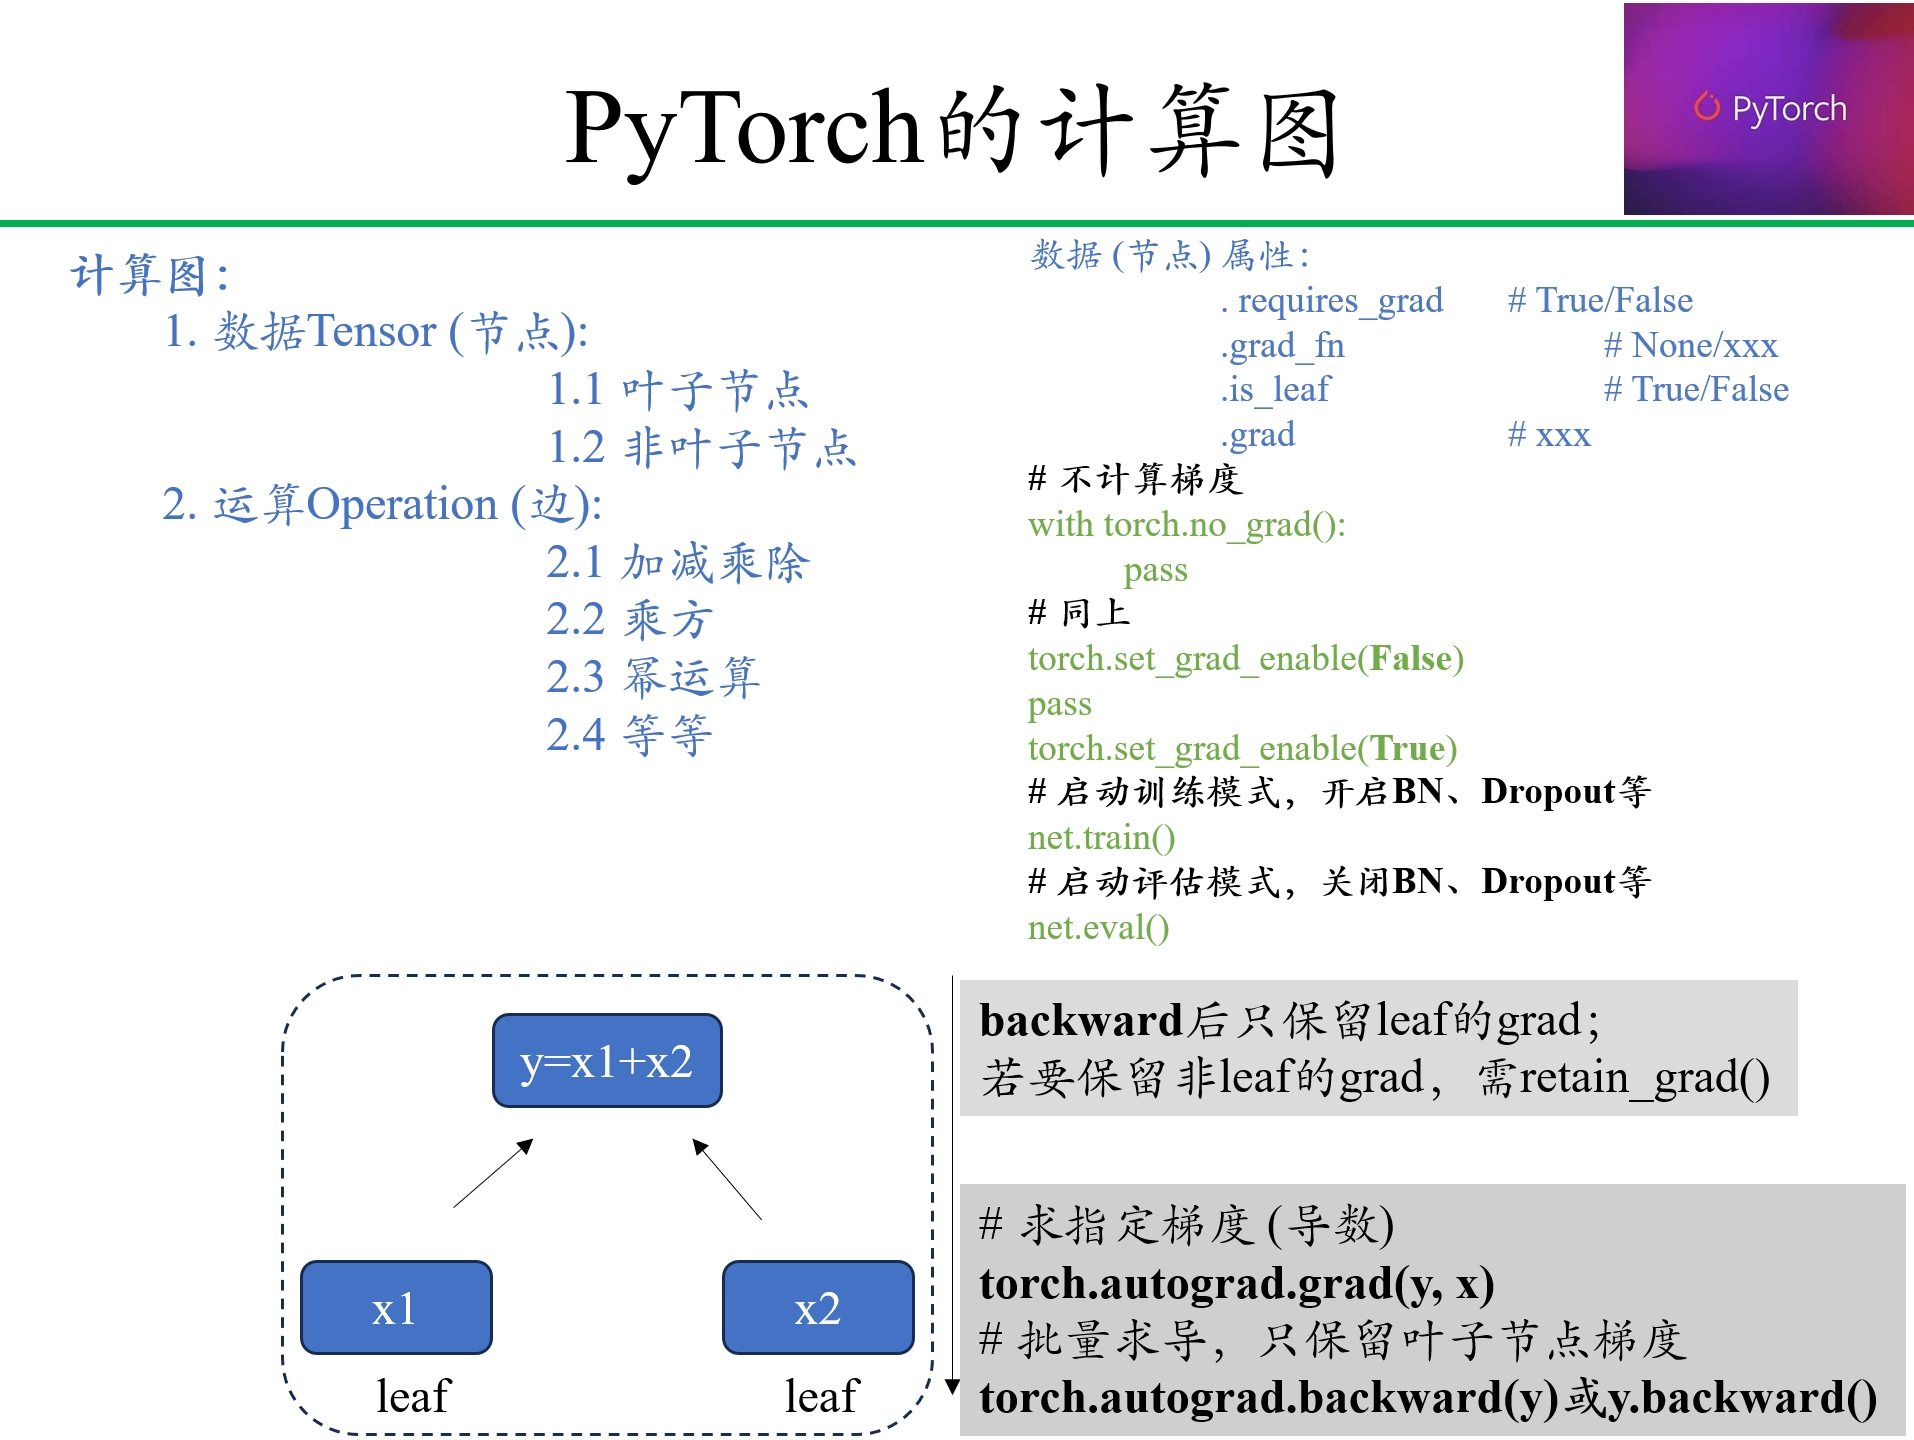 PyTorch的计算图
PyTorch
计算图：
1. 数据Tensor (节点):
1.1 叶子节点
1.2 非叶子节点
2. 运算Operation (边):
2.1 加减乘除
2.2 乘方
2.3 幂运算
2.4 等等
数据 (节点) 属性：
. requires_grad # True/False
.grad_fn # None/xxx
.is_leaf # True/False
.grad # xxx
# 不计算梯度
with torch.no_grad():
pass
# 同上
torch.set_grad_enable(False)
pass
torch.set_grad_enable(True)
# 启动训练模式，开启BN、Dropout等
net.train()
# 启动评估模式，关闭BN、Dropout等
net.eval()
y=x1+x2
x1
x2
leaf
leaf
backward后只保留leaf的grad；
若要保留非leaf的grad，需retain_grad()
# 求指定梯度 (导数)
torch.autograd.grad(y, x)
# 批量求导，只保留叶子节点梯度
torch.autograd.backward(y)或y.backward()